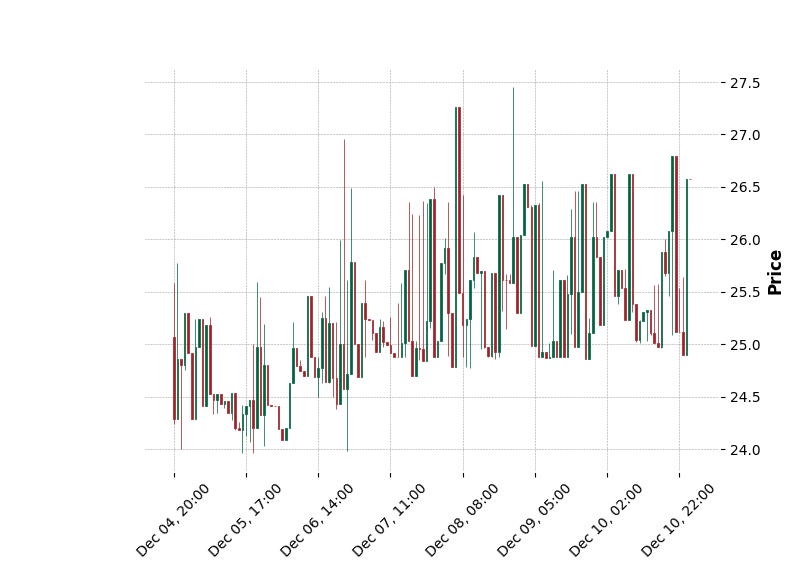 27.5
27.0
26.5
26.0
25.5
25.0
24.5
24.0
Price
Dec 04, 20:00
Dec 05, 17:00
Dec 06, 14:00
Dec 07, 11:00
Dec 08, 08:00
Dec 09, 05:00
Dec 10, 02:00
Dec 10, 22:00